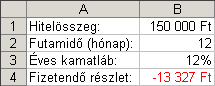 A B
1 Hitelösszeg: 150 000 Ft
2 Futamidő (hónap): 12
3 Éves kamatláb: 12%
4 Fizetendő részlet: -13 327 Ft